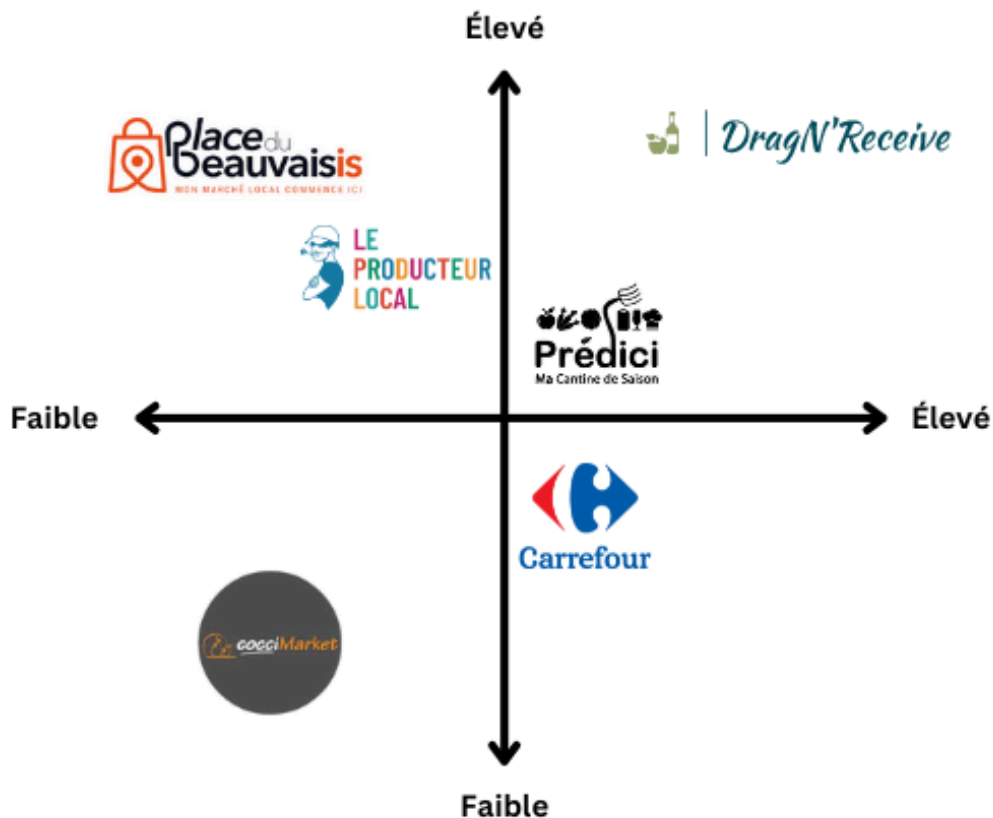 Élevé
Place du
Beauvaisis
MON MARCHÉ LOCAL COMMENCE ICI
DragN'Receive
LE
PRODUCTEUR
LOCAL
Prédici
Ma Cantine de Saison
Faible
Élevé
Carrefour
cocciMarket
Faible